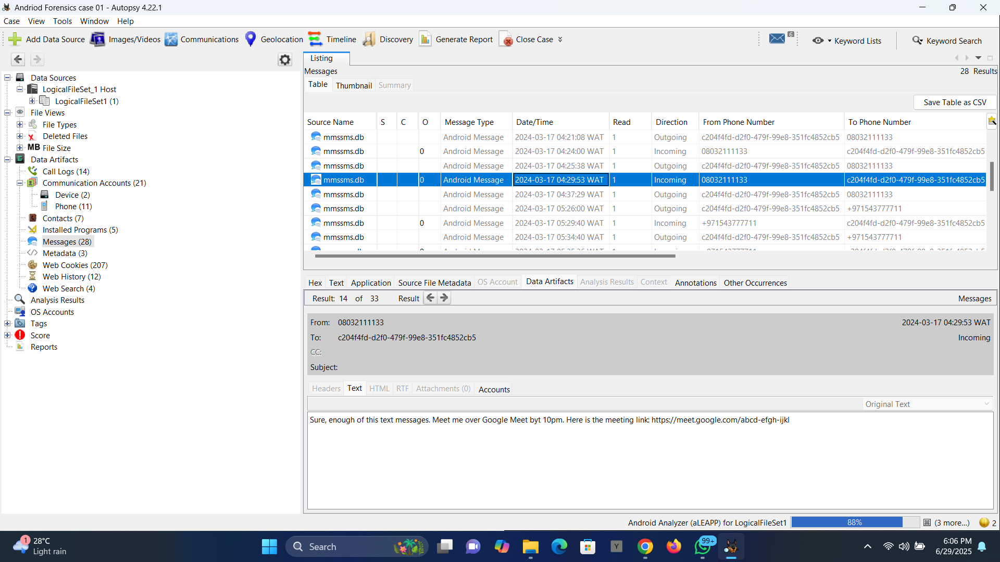 Andriod Forensics case 01 - Autopsy 4.22.1
Case View Tools Window Help
Add Data Source Images/Videos Communications Geolocation Timeline Discovery Generate Report Close Case 6 Keyword Lists Keyword Search
Listing
Messages 28 Results
Table Thumbnail Summary
Save Table as CSV
Data Sources
LogicalFileSet_1 Host
LogicalFileSet1 (1)
File Views
File Types
Deleted Files
MB File Size
Data Artifacts
Call Logs (14)
Communication Accounts (21)
Device (2)
Phone (11)
Contacts (7)
Installed Programs (5)
Messages (28)
Metadata (3)
Web Cookies (207)
Web History (12)
Web Search (4)
Analysis Results
OS Accounts
Tags
Score
Reports
Source Name S C O Message Type Date/Time Read Direction From Phone Number To Phone Number
mmssms.db Android Message 2024-03-17 04:21:08 WAT 1 Outgoing c204f4fd-d2f0-479f-99e8-351fc4852cb5 08032111133
mmssms.db 0 Android Message 2024-03-17 04:24:00 WAT 1 Incoming 08032111133 c204f4fd-d2f0-479f-99e8-351fc4852cb5
mmssms.db Android Message 2024-03-17 04:25:38 WAT 1 Outgoing c204f4fd-d2f0-479f-99e8-351fc4852cb5 08032111133
mmssms.db 0 Android Message 2024-03-17 04:29:53 WAT 1 Incoming 08032111133 c204f4fd-d2f0-479f-99e8-351fc4852cb5
mmssms.db Android Message 2024-03-17 04:37:29 WAT 1 Outgoing c204f4fd-d2f0-479f-99e8-351fc4852cb5 08032111133
mmssms.db Android Message 2024-03-17 05:26:00 WAT 1 Outgoing c204f4fd-d2f0-479f-99e8-351fc4852cb5 +971543777711
mmssms.db 0 Android Message 2024-03-17 05:29:40 WAT 1 Incoming +971543777711 c204f4fd-d2f0-479f-99e8-351fc4852cb5
mmssms.db Android Message 2024-03-17 05:34:40 WAT 1 Outgoing c204f4fd-d2f0-479f-99e8-351fc4852cb5 +971543777711
Hex Text Application Source File Metadata OS Account Data Artifacts Analysis Results Context Annotations Other Occurrences
Result: 14 of 33 Result Messages
From: 08032111133 2024-03-17 04:29:53 WAT
To: c204f4fd-d2f0-479f-99e8-351fc4852cb5 Incoming
CC:
Subject:
Headers Text HTML RTF Attachments (0) Accounts
Original Text
Sure, enough of this text messages. Meet me over Google Meet byt 10pm. Here is the meeting link: https://meet.google.com/abcd-efgh-ijkl
Android Analyzer (aLEAPP) for LogicalFileSet1 88% (3 more...) 2
1 28°C
Light rain
Search
Y
99+
6:06 PM
6/29/2025